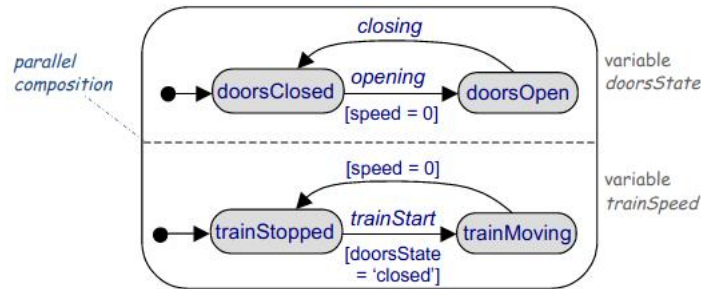 closing
parallel
composition
doorsClosed
opening
doorsOpen
[speed = 0]
variable
doorsState
[speed = 0]
trainStopped
trainStart
trainMoving
[doorsState
= ‘closed’]
variable
trainSpeed